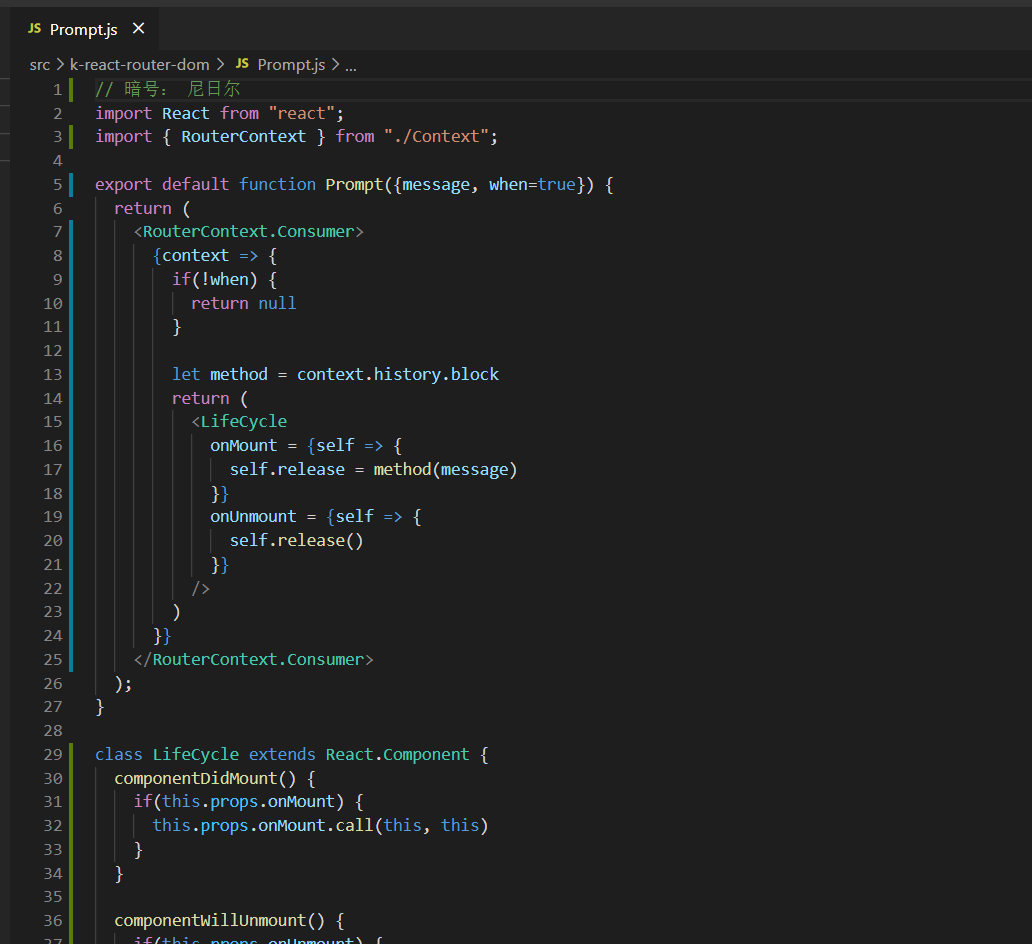 JS Prompt.js ×
src > k-react-router-dom > JS Prompt.js > ...
1 // 暗号： 尼日尔
2 import React from "react";
3 import { RouterContext } from "./Context";
4
5 export default function Prompt({message, when=true}) {
6 return (
7 <RouterContext.Consumer>
8 {context => {
9 if(!when) {
10 return null
11 }
12
13 let method = context.history.block
14 return (
15 <LifeCycle
16 onMount = {self => {
17 self.release = method(message)
18 }}
19 onUnmount = {self => {
20 self.release()
21 }}
22 />
23 )
24 }}
25 </RouterContext.Consumer>
26 );
27 }
28
29 class LifeCycle extends React.Component {
30 componentDidMount() {
31 if(this.props.onMount) {
32 this.props.onMount.call(this, this)
33 }
34 }
35
36 componentWillUnmount() {
37 if(this.props.onUnmount) {